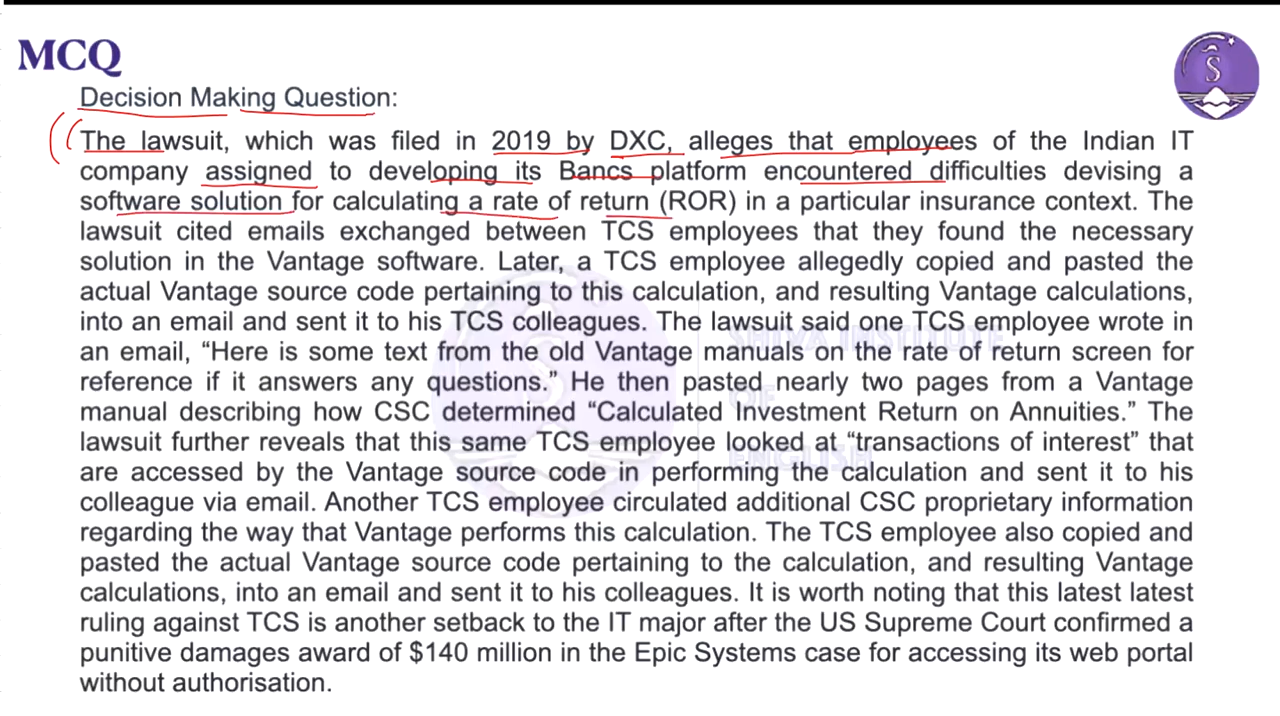 MCQ
Decision Making Question:
The lawsuit, which was filed in 2019 by DXC, alleges that employees of the Indian IT
company assigned to developing its Bancs platform encountered difficulties devising a
software solution for calculating a rate of return (ROR) in a particular insurance context. The
lawsuit cited emails exchanged between TCS employees that they found the necessary
solution in the Vantage software. Later, a TCS employee allegedly copied and pasted the
actual Vantage source code pertaining to this calculation, and resulting Vantage calculations,
into an email and sent it to his TCS colleagues. The lawsuit said one TCS employee wrote in
an email, “Here is some text from the old Vantage manuals on the rate of return screen for
reference if it answers any questions.” He then pasted nearly two pages from a Vantage
manual describing how CSC determined “Calculated Investment Return on Annuities.” The
lawsuit further reveals that this same TCS employee looked at “transactions of interest” that
are accessed by the Vantage source code in performing the calculation and sent it to his
colleague via email. Another TCS employee circulated additional CSC proprietary information
regarding the way that Vantage performs this calculation. The TCS employee also copied and
pasted the actual Vantage source code pertaining to the calculation, and resulting Vantage
calculations, into an email and sent it to his colleagues. It is worth noting that this latest latest
ruling against TCS is another setback to the IT major after the US Supreme Court confirmed a
punitive damages award of $140 million in the Epic Systems case for accessing its web portal
without authorisation.
S
SHIVA INSTITUTE
OF
ENGLISH